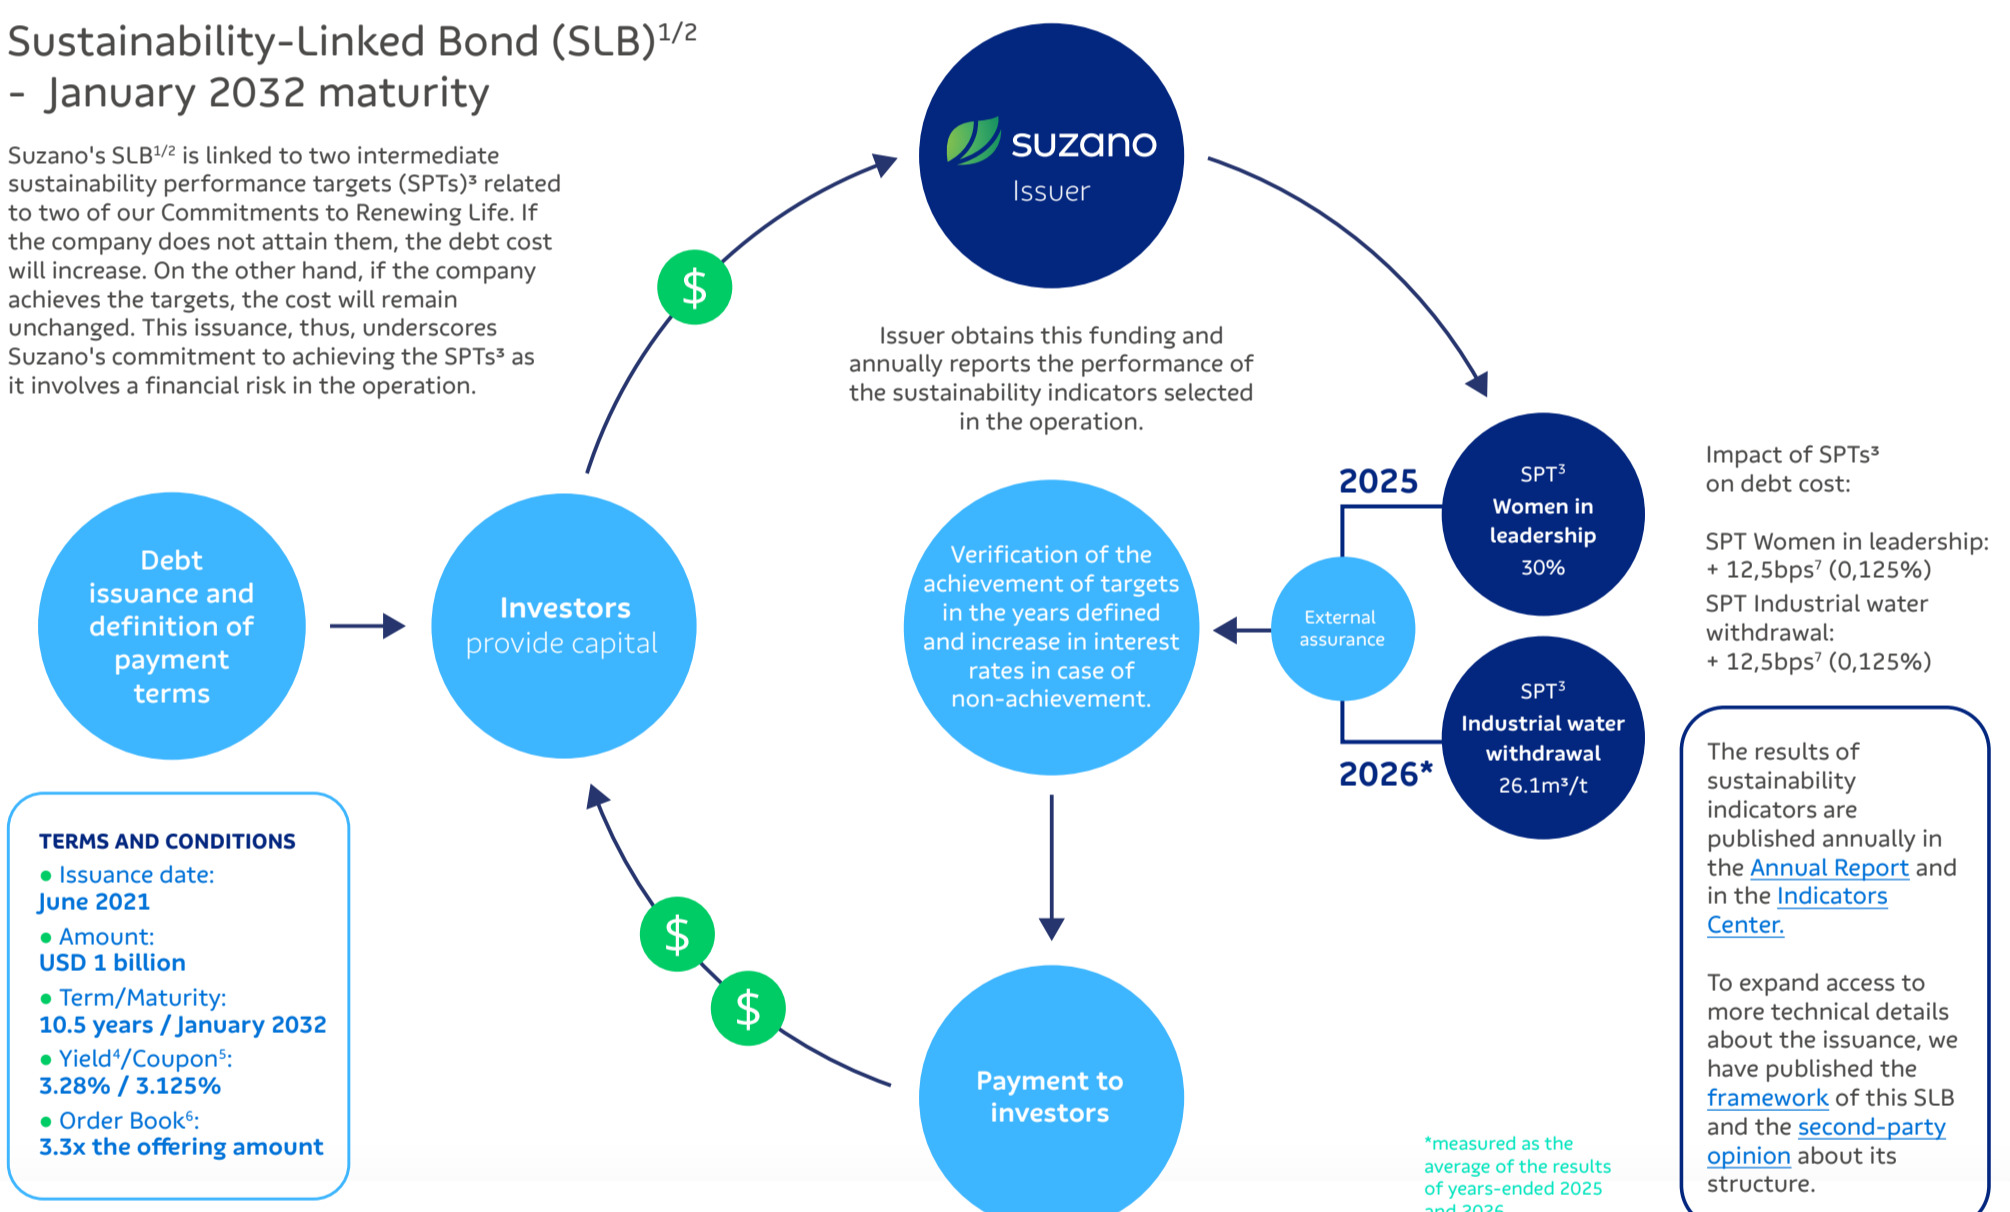 Sustainability-Linked Bond (SLB)¹/²
- January 2032 maturity
Suzano's SLB¹/² is linked to two intermediate
sustainability performance targets (SPTs)³ related
to two of our Commitments to Renewing Life. If
the company does not attain them, the debt cost
will increase. On the other hand, if the company
achieves the targets, the cost will remain
unchanged. This issuance, thus, underscores
Suzano's commitment to achieving the SPTs³ as
it involves a financial risk in the operation.
suzano
Issuer
$
Issuer obtains this funding and
annually reports the performance of
the sustainability indicators selected
in the operation.
Debt
issuance and
definition of
payment
terms
Investors
provide capital
Verification of the
achievement of targets
in the years defined
and increase in interest
rates in case of
non-achievement.
External
assurance
2025
SPT³
Women in
leadership
30%
2026*
SPT³
Industrial water
withdrawal
26.1m³/t
Impact of SPTs³
on debt cost:
SPT Women in leadership:
+ 12,5bps⁷ (0,125%)
SPT Industrial water
withdrawal:
+ 12,5bps⁷ (0,125%)
TERMS AND CONDITIONS
• Issuance date:
June 2021
• Amount:
USD 1 billion
• Term/Maturity:
10.5 years / January 2032
• Yield⁴/Coupon⁵:
3.28% / 3.125%
• Order Book⁶:
3.3x the offering amount
$
$
Payment to
investors
*measured as the
average of the results
of years-ended 2025
and 2026
The results of
sustainability
indicators are
published annually in
the Annual Report and
in the Indicators
Center.
To expand access to
more technical details
about the issuance, we
have published the
framework of this SLB
and the second-party
opinion about its
structure.